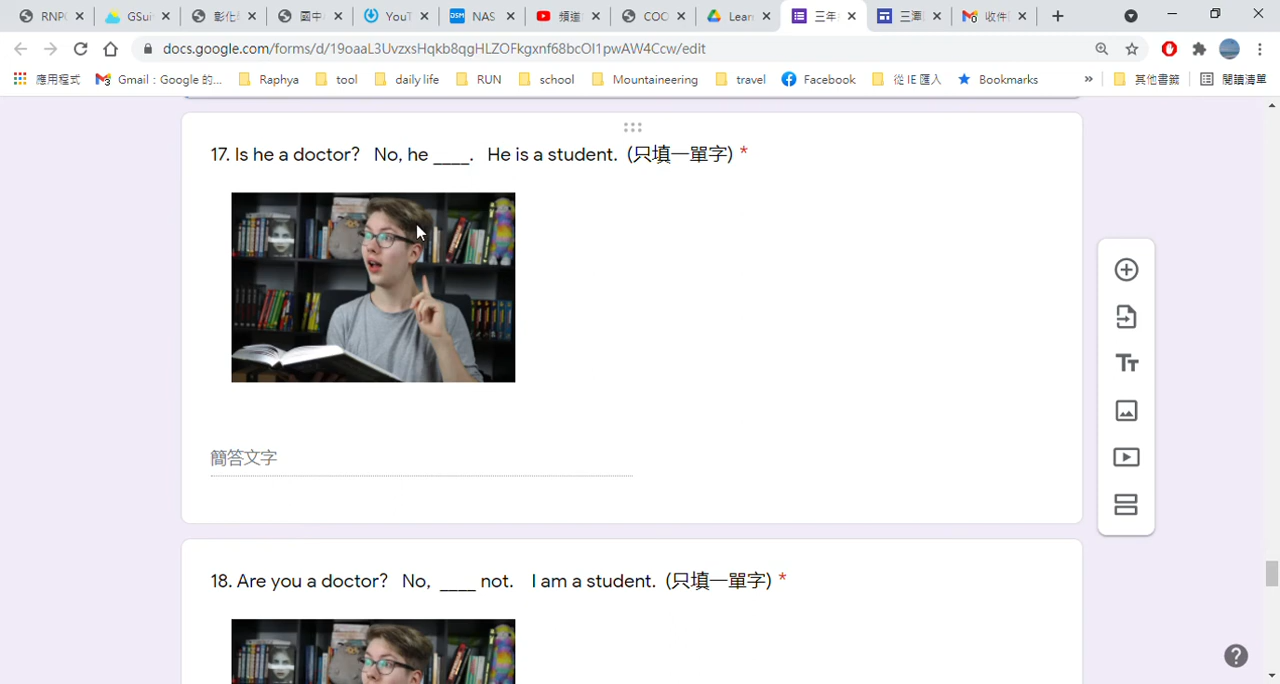 RNPC
GSui
彰化
國中
YouT
NAS
頻道
COO
Lear
三年
三潭
收件
docs.google.com/forms/d/19oaaL3UvzxsHqkb8qgHLZOFkgxnf68bcOI1pwAW4Ccw/edit
應用程式 Gmail：Google 的... Raphya tool daily life RUN school Mountaineering travel Facebook 從 IE 匯入 Bookmarks » 其他書籤 閱讀清單
17. Is he a doctor? No, he ____. He is a student. (只填一單字) *
簡答文字
18. Are you a doctor? No, ____ not. I am a student. (只填一單字) *